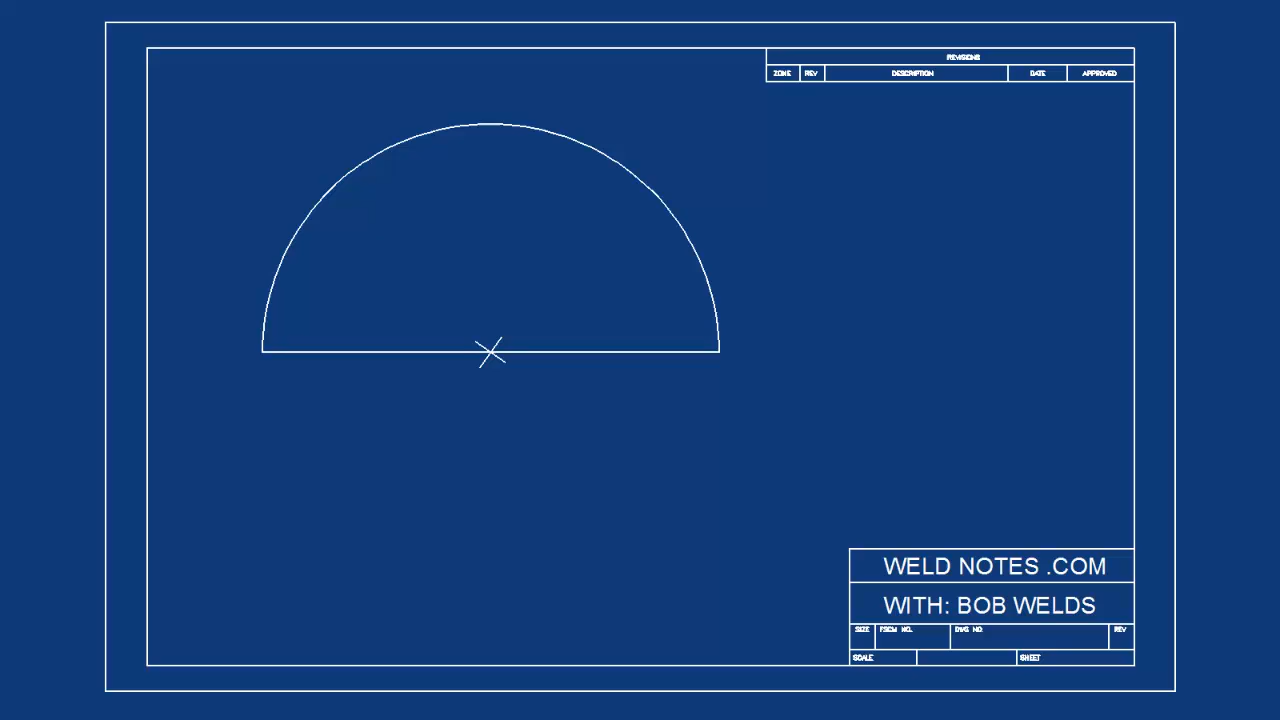 REVISIONS
ZONE REV DESCRIPTION DATE APPROVED
WELD NOTES .COM
WITH: BOB WELDS
SIZE FSCM NO. DWG NO. REV
SCALE SHEET